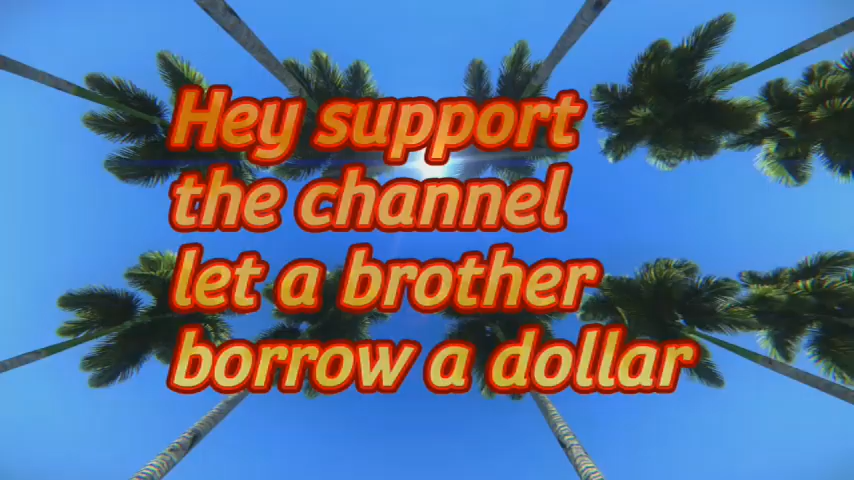 Hey support
the channel
let a brother
borrow a dollar